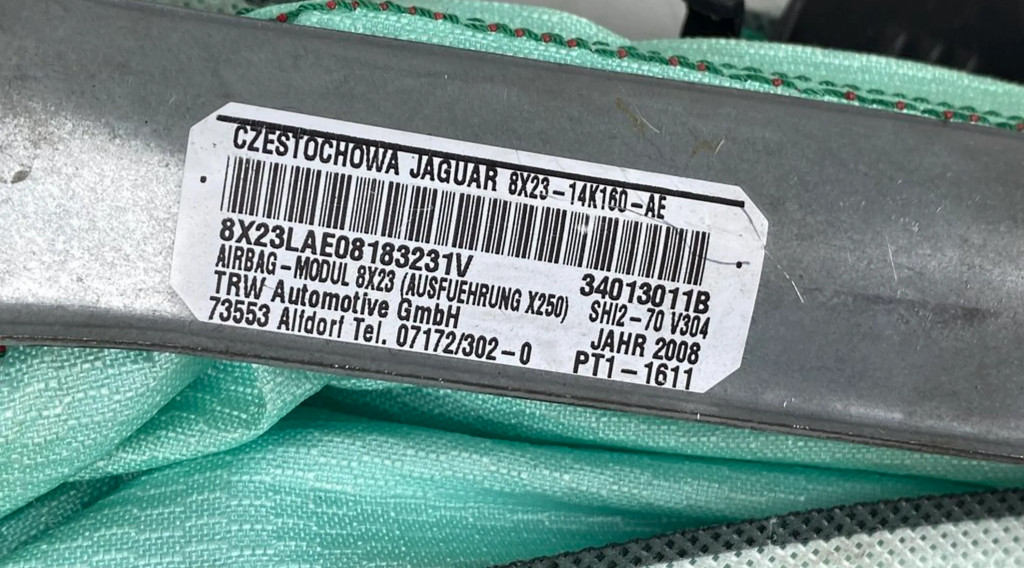 CZESTOCHOWA JAGUAR 8X23-14K160-AE
8X23LAE08183231V 34013011B
AIRBAG-MODUL 8X23 (AUSFUEHRUNG X250) SHI2-70 V304
TRW Automotive GmbH JAHR 2008
73553 Alfdorf Tel. 07172/302-0 PT1-1611